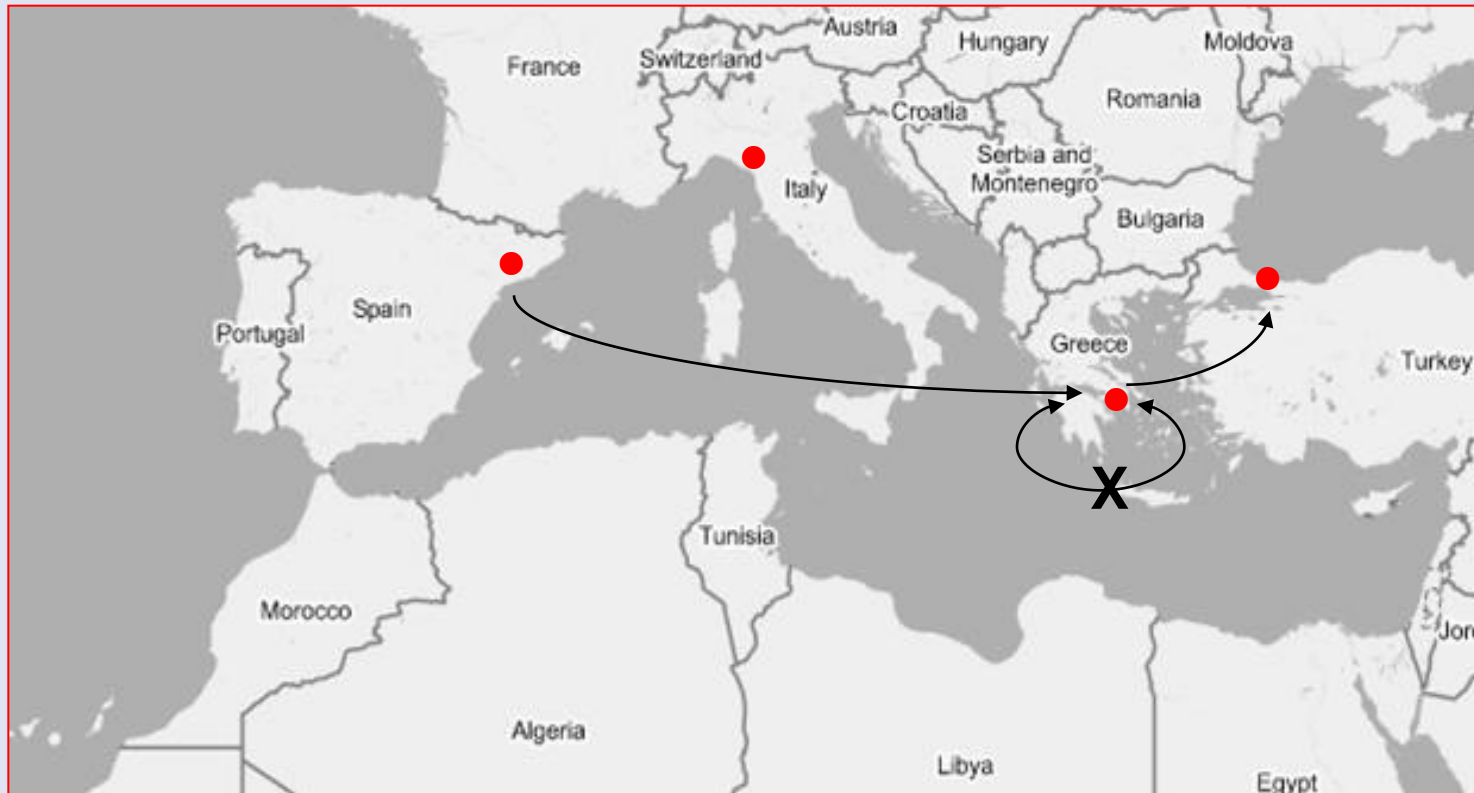 Austria
Hungary
Moldova
Switzerland
France
Romania
Croatia
Serbia and
Montenegro
Italy
Bulgaria
Spain
Portugal
Greece
Turkey
X
Tunisia
Morocco
Jord
Algeria
Libya
Egypt